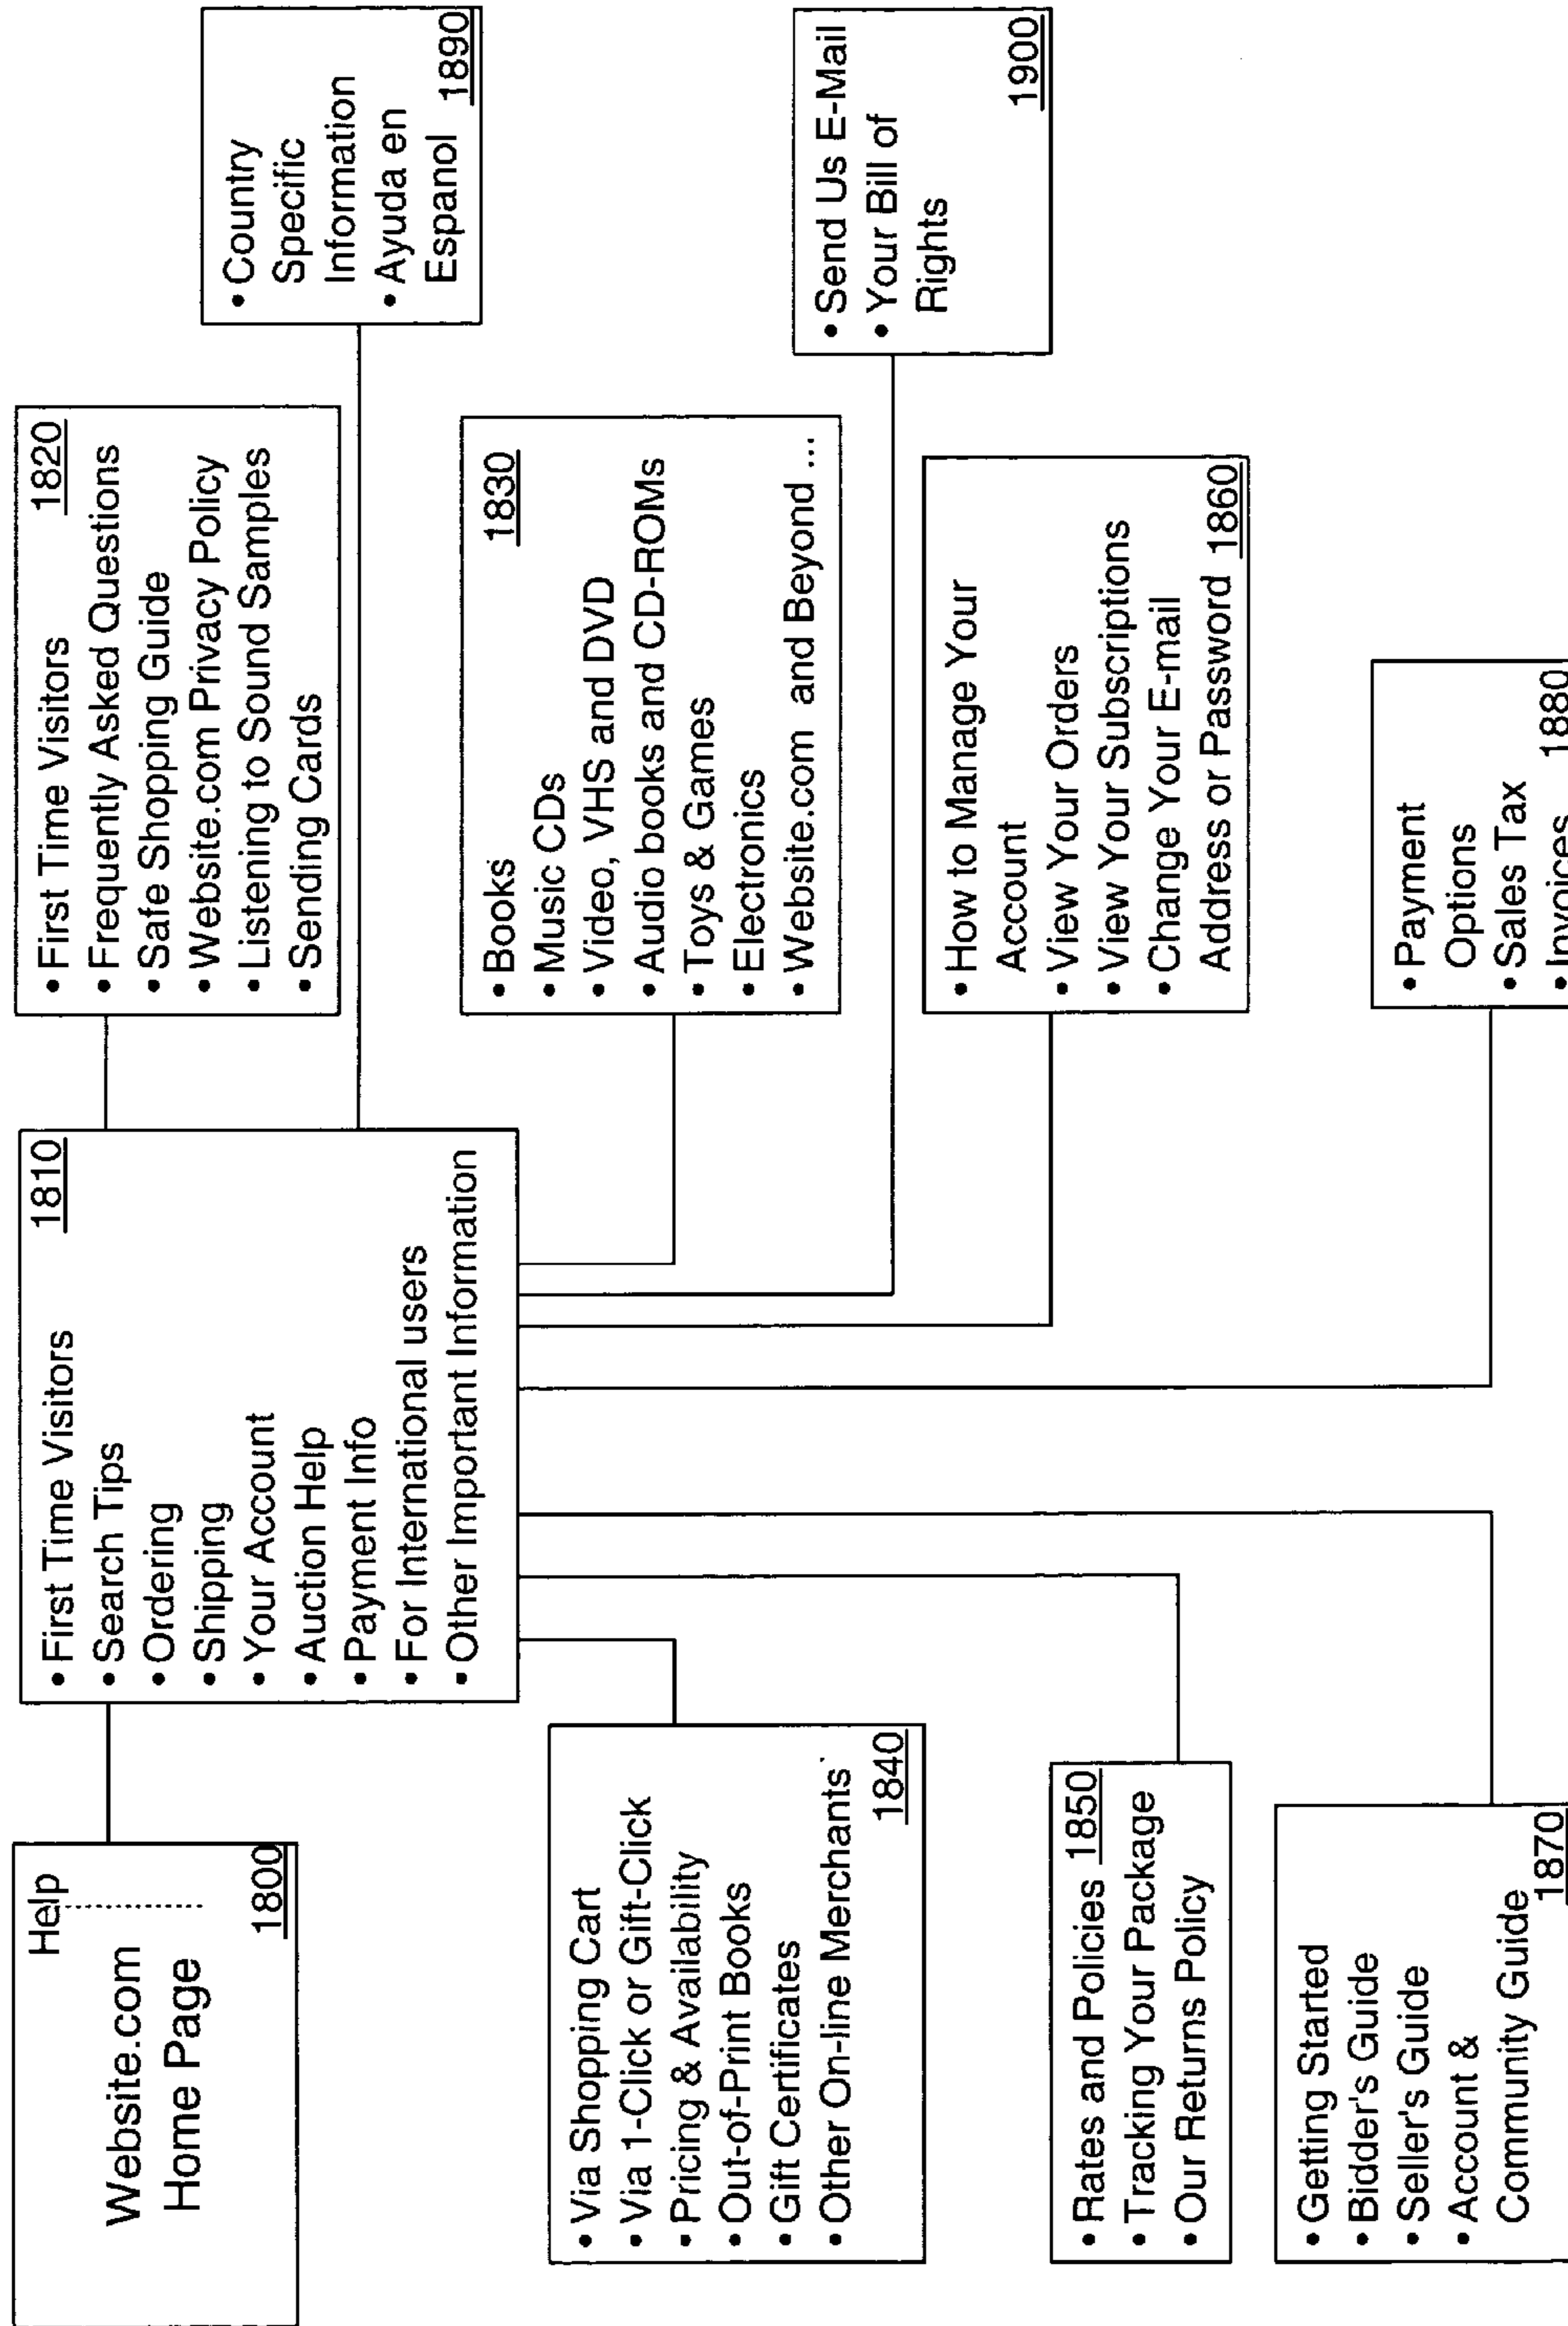 Help
Website.com
Home Page
1800
1810
• First Time Visitors
• Search Tips
• Ordering
• Shipping
• Your Account
• Auction Help
• Payment Info
• For International users
• Other Important Information
• First Time Visitors 1820
• Frequently Asked Questions
• Safe Shopping Guide
• Website.com Privacy Policy
• Listening to Sound Samples
• Sending Cards
• Country
Specific
Information
• Ayuda en
Espanol 1890
• Via Shopping Cart
• Via 1-Click or Gift-Click
• Pricing & Availability
• Out-of-Print Books
• Gift Certificates
• Other On-line Merchants
1840
• Books 1830
• Music CDs
• Video, VHS and DVD
• Audio books and CD-ROMs
• Toys & Games
• Electronics
• Website.com and Beyond ...
• Send Us E-Mail
• Your Bill of
Rights
1900
• Rates and Policies 1850
• Tracking Your Package
• Our Returns Policy
• How to Manage Your
Account
• View Your Orders
• View Your Subscriptions
• Change Your E-mail
Address or Password 1860
• Getting Started
• Bidder's Guide
• Seller's Guide
• Account &
Community Guide
1870
• Payment
Options
• Sales Tax
• Invoices 1880